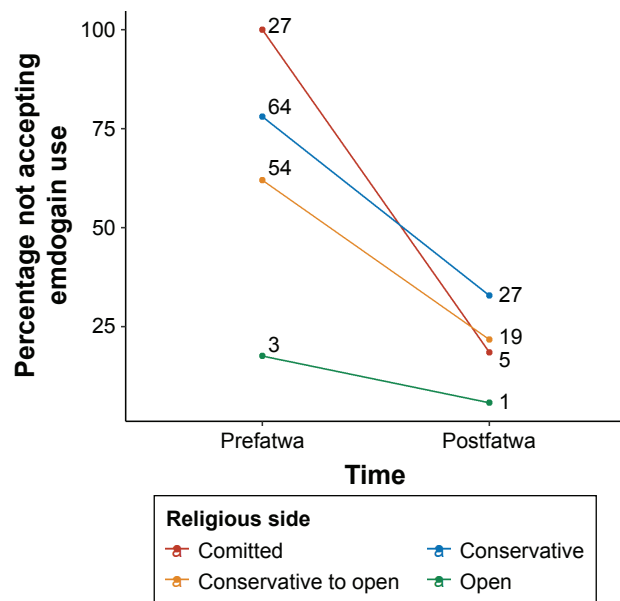 Percentage not accepting
emdogain use
100
75
50
25
27
64
54
3
27
19
5
1
Prefatwa
Postfatwa
Time
Religious side
Comitted
Conservative
Conservative to open
Open